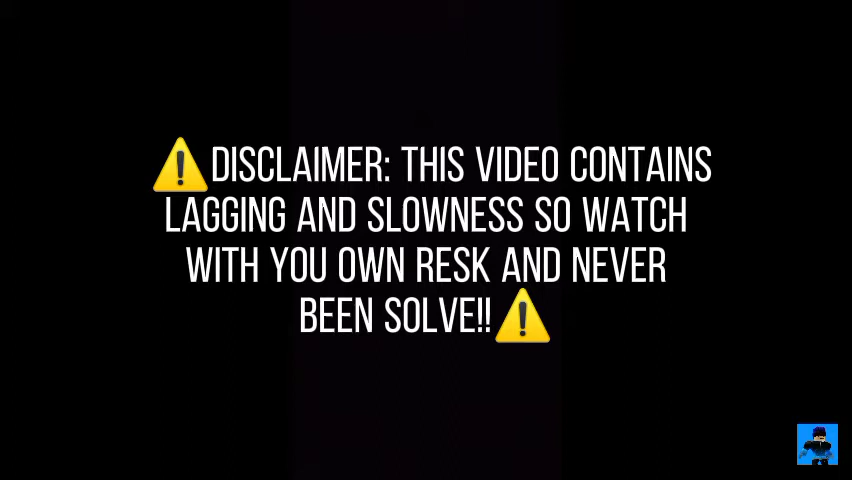 ⚠️DISCLAIMER: THIS VIDEO CONTAINS
LAGGING AND SLOWNESS SO WATCH
WITH YOU OWN RESK AND NEVER
BEEN SOLVE!!⚠️